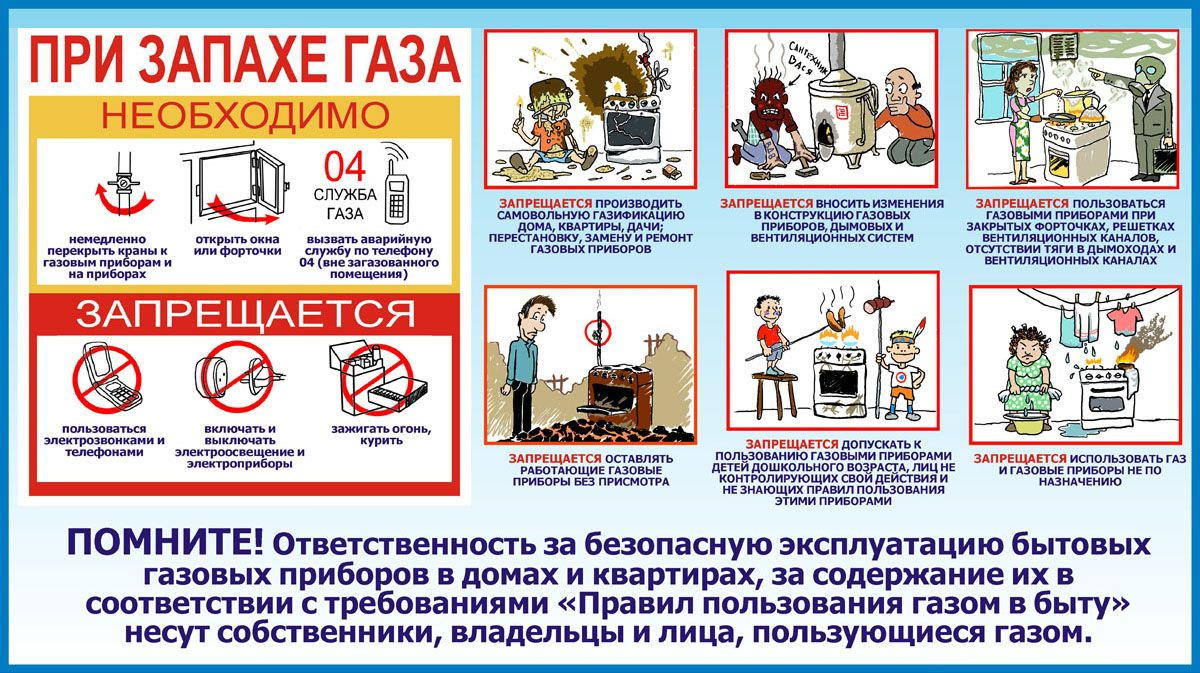 ПРИ ЗАПАХЕ ГАЗА
НЕОБХОДИМО
немедленно
перекрыть краны к
газовым приборам и
на приборах
открыть окна
или форточки
04
СЛУЖБА
ГАЗА
вызвать аварийную
службу по телефону
04 (вне загазованного
помещения)
ЗАПРЕЩАЕТСЯ
пользоваться
электрозвонками и
телефонами
включать и
выключать
электроосвещение и
электроприборы
зажигать огонь,
курить
ЗАПРЕЩАЕТСЯ ПРОИЗВОДИТЬ
САМОВОЛЬНУЮ ГАЗИФИКАЦИЮ
ДОМА, КВАРТИРЫ, ДАЧИ;
ПЕРЕСТАНОВКУ, ЗАМЕНУ И РЕМОНТ
ГАЗОВЫХ ПРИБОРОВ
САНТЕХНИК
ВАСЯ
ЗАПРЕЩАЕТСЯ ВНОСИТЬ ИЗМЕНЕНИЯ
В КОНСТРУКЦИЮ ГАЗОВЫХ
ПРИБОРОВ, ДЫМОВЫХ И
ВЕНТИЛЯЦИОННЫХ СИСТЕМ
ЗАПРЕЩАЕТСЯ ПОЛЬЗОВАТЬСЯ
ГАЗОВЫМИ ПРИБОРАМИ ПРИ
ЗАКРЫТЫХ ФОРТОЧКАХ, РЕШЕТКАХ
ВЕНТИЛЯЦИОННЫХ КАНАЛОВ,
ОТСУТСТВИИ ТЯГИ В ДЫМОХОДАХ И
ВЕНТИЛЯЦИОННЫХ КАНАЛАХ
ЗАПРЕЩАЕТСЯ ОСТАВЛЯТЬ
РАБОТАЮЩИЕ ГАЗОВЫЕ
ПРИБОРЫ БЕЗ ПРИСМОТРА
ЗАПРЕЩАЕТСЯ ДОПУСКАТЬ К
ПОЛЬЗОВАНИЮ ГАЗОВЫМИ ПРИБОРАМИ
ДЕТЕЙ ДОШКОЛЬНОГО ВОЗРАСТА, ЛИЦ НЕ
КОНТРОЛИРУЮЩИХ СВОЙ ДЕЙСТВИЯ И
НЕ ЗНАЮЩИХ ПРАВИЛ ПОЛЬЗОВАНИЯ
ЭТИМИ ПРИБОРАМИ
ЗАПРЕЩАЕТСЯ ИСПОЛЬЗОВАТЬ ГАЗ
И ГАЗОВЫЕ ПРИБОРЫ НЕ ПО
НАЗНАЧЕНИЮ
ПОМНИТЕ! Ответственность за безопасную эксплуатацию бытовых
газовых приборов в домах и квартирах, за содержание их в
соответствии с требованиями «Правил пользования газом в быту»
несут собственники, владельцы и лица, пользующиеся газом.